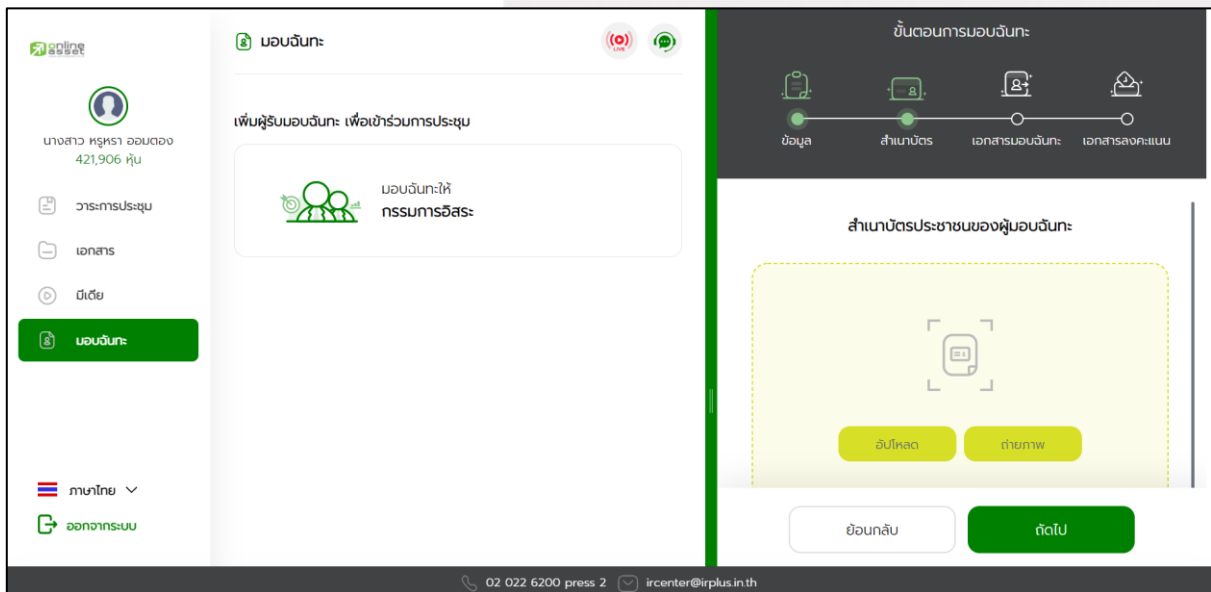 online
asset
นางสาว หรูหรา ออมตอง
421,906 หุ้น
วาระการประชุม
เอกสาร
มีเดีย
มอบฉันทะ
ภาษาไทย
ออกจากระบบ
มอบฉันทะ
LIVE
เพิ่มผู้รับมอบฉันทะ เพื่อเข้าร่วมการประชุม
มอบฉันทะให้
กรรมการอิสระ
ขั้นตอนการมอบฉันทะ
ข้อมูล
สำเนาบัตร
เอกสารมอบฉันทะ
เอกสารลงคะแนน
สำเนาบัตรประชาชนของผู้มอบฉันทะ
อัปโหลด
ถ่ายภาพ
ย้อนกลับ
ถัดไป
02 022 6200 press 2 ircenter@irplus.in.th